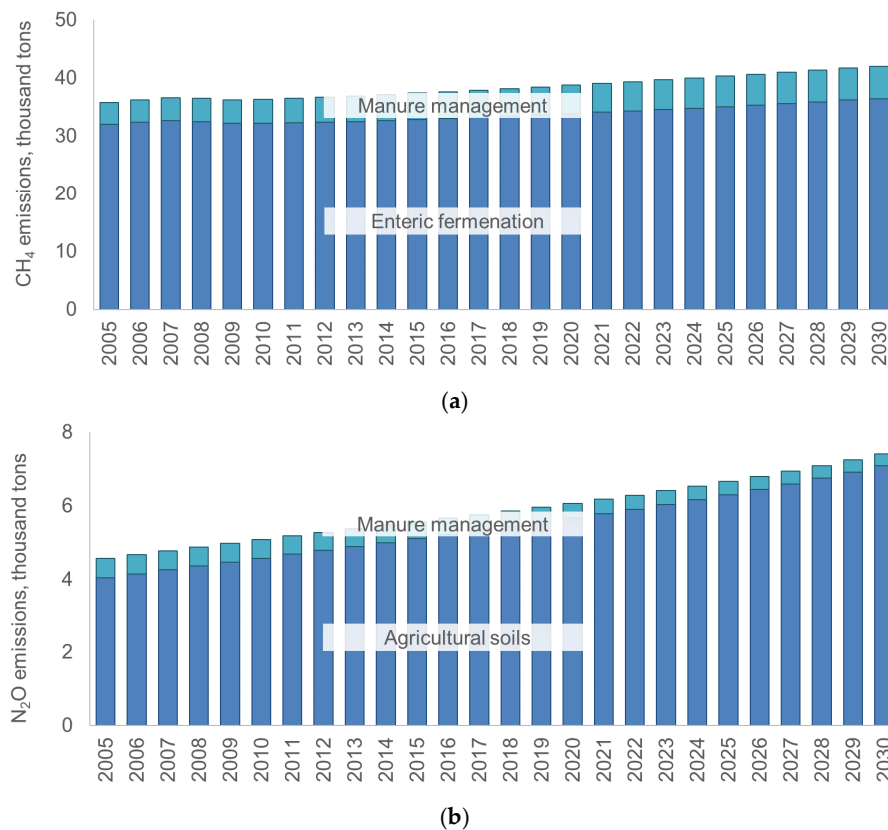 (a)
50
40
30
20
10
0
CH₄ emissions, thousand tons
Manure management
Enteric fermenation
2005 2006 2007 2008 2009 2010 2011 2012 2013 2014 2015 2016 2017 2018 2019 2020 2021 2022 2023 2024 2025 2026 2027 2028 2029 2030
(a)
8
6
4
2
0
N₂O emissions, thousand tons
Manure management
Agricultural soils
2005 2006 2007 2008 2009 2010 2011 2012 2013 2014 2015 2016 2017 2018 2019 2020 2021 2022 2023 2024 2025 2026 2027 2028 2029 2030
(b)